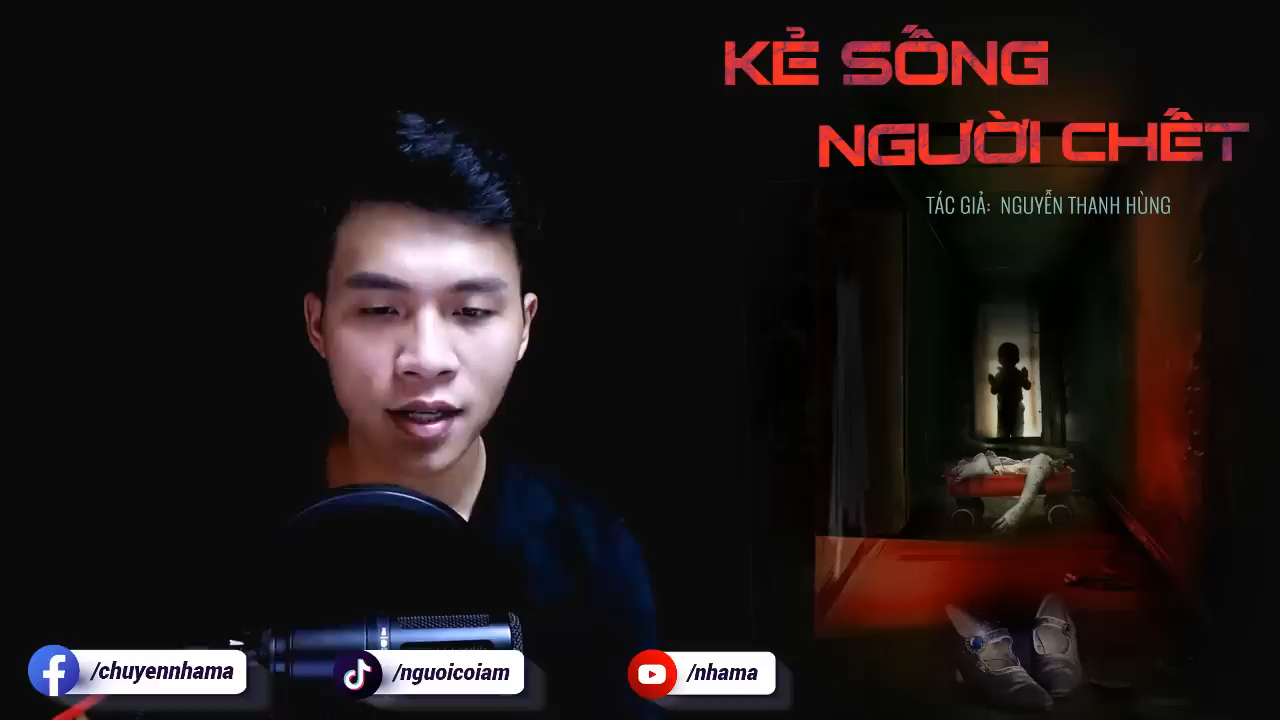 KẺ SỐNG
NGƯỜI CHẾT
TÁC GIẢ: NGUYỄN THANH HÙNG
/chuyennhama
/nguoicoiam
/nhama